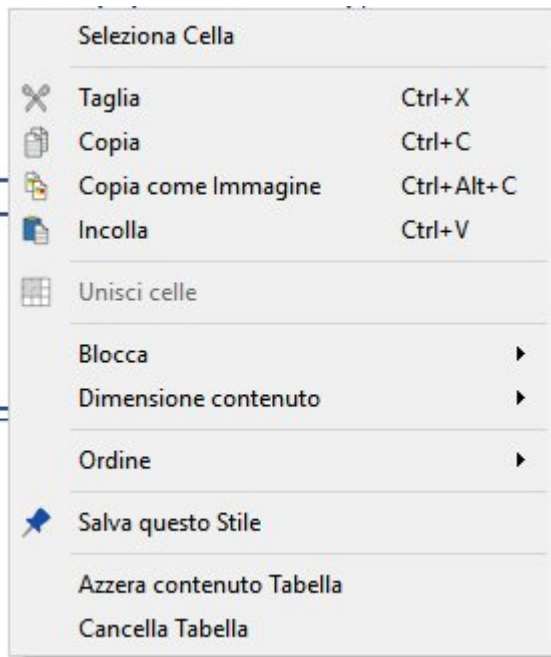 Seleziona Cella
Taglia Ctrl+X
Copia Ctrl+C
Copia come Immagine Ctrl+Alt+C
Incolla Ctrl+V
Unisci celle
Blocca
Dimensione contenuto
Ordine
Salva questo Stile
Azzera contenuto Tabella
Cancella Tabella